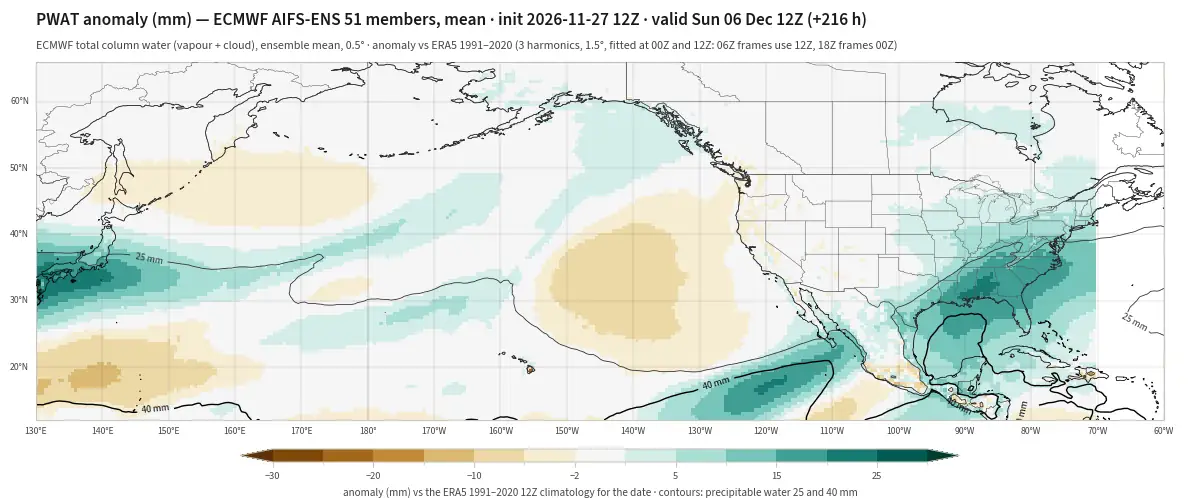 PWAT anomaly (mm) — ECMWF AIFS-ENS 51 members, mean · init 2026-11-27 12Z · valid Sun 06 Dec 12Z (+216 h)
ECMWF total column water (vapour + cloud), ensemble mean, 0.5° · anomaly vs ERA5 1991–2020 (3 harmonics, 1.5°, fitted at 00Z and 12Z: 06Z frames use 12Z, 18Z frames 00Z)
60°N
50°N
40°N
25 mm
30°N
25 mm
20°N
40 mm
40 mm
mm
130°E 140°E 150°E 160°E 170°E 180° 170°W 160°W 150°W 140°W 130°W 120°W 110°W 100°W 90°W 80°W 70°W 60°W
−30 −20 −10 −2 5 15 25
anomaly (mm) vs the ERA5 1991–2020 12Z climatology for the date · contours: precipitable water 25 and 40 mm